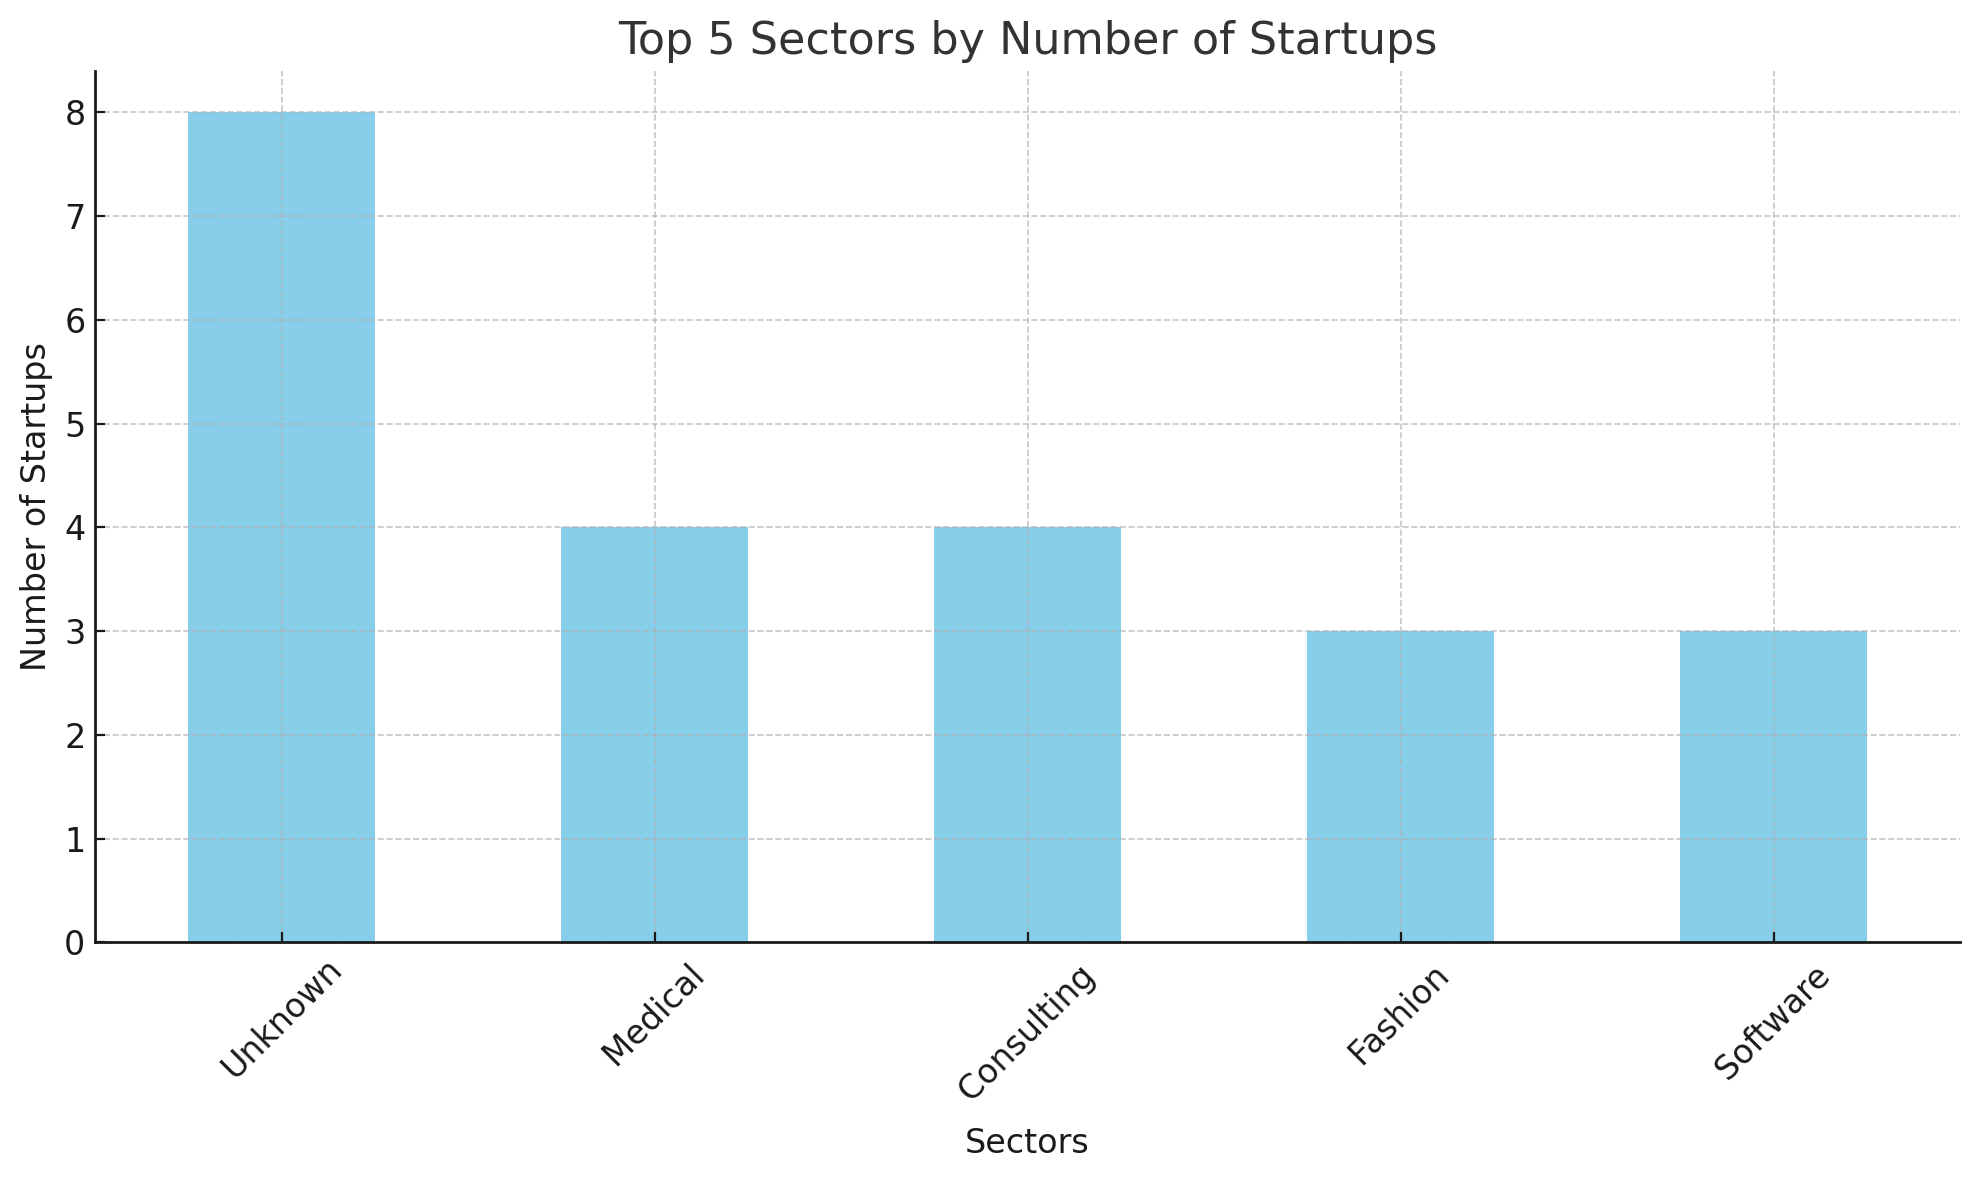 Top 5 Sectors by Number of Startups
Number of Startups
8
7
6
5
4
3
2
1
0
Unknown
Medical
Consulting
Fashion
Software
Sectors